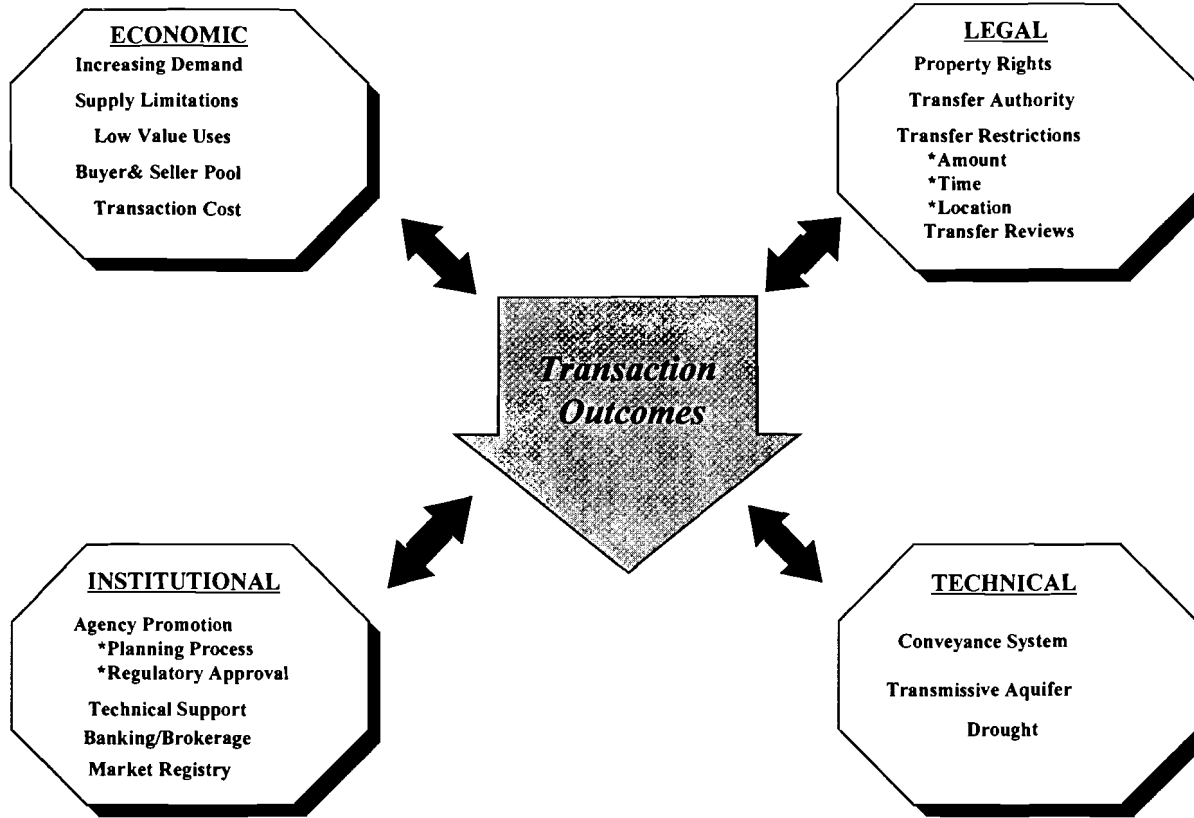 ECONOMIC
Increasing Demand
Supply Limitations
Low Value Uses
Buyer& Seller Pool
Transaction Cost
LEGAL
Property Rights
Transfer Authority
Transfer Restrictions
*Amount
*Time
*Location
Transfer Reviews
Transaction
Outcomes
INSTITUTIONAL
Agency Promotion
*Planning Process
*Regulatory Approval
Technical Support
Banking/Brokerage
Market Registry
TECHNICAL
Conveyance System
Transmissive Aquifer
Drought